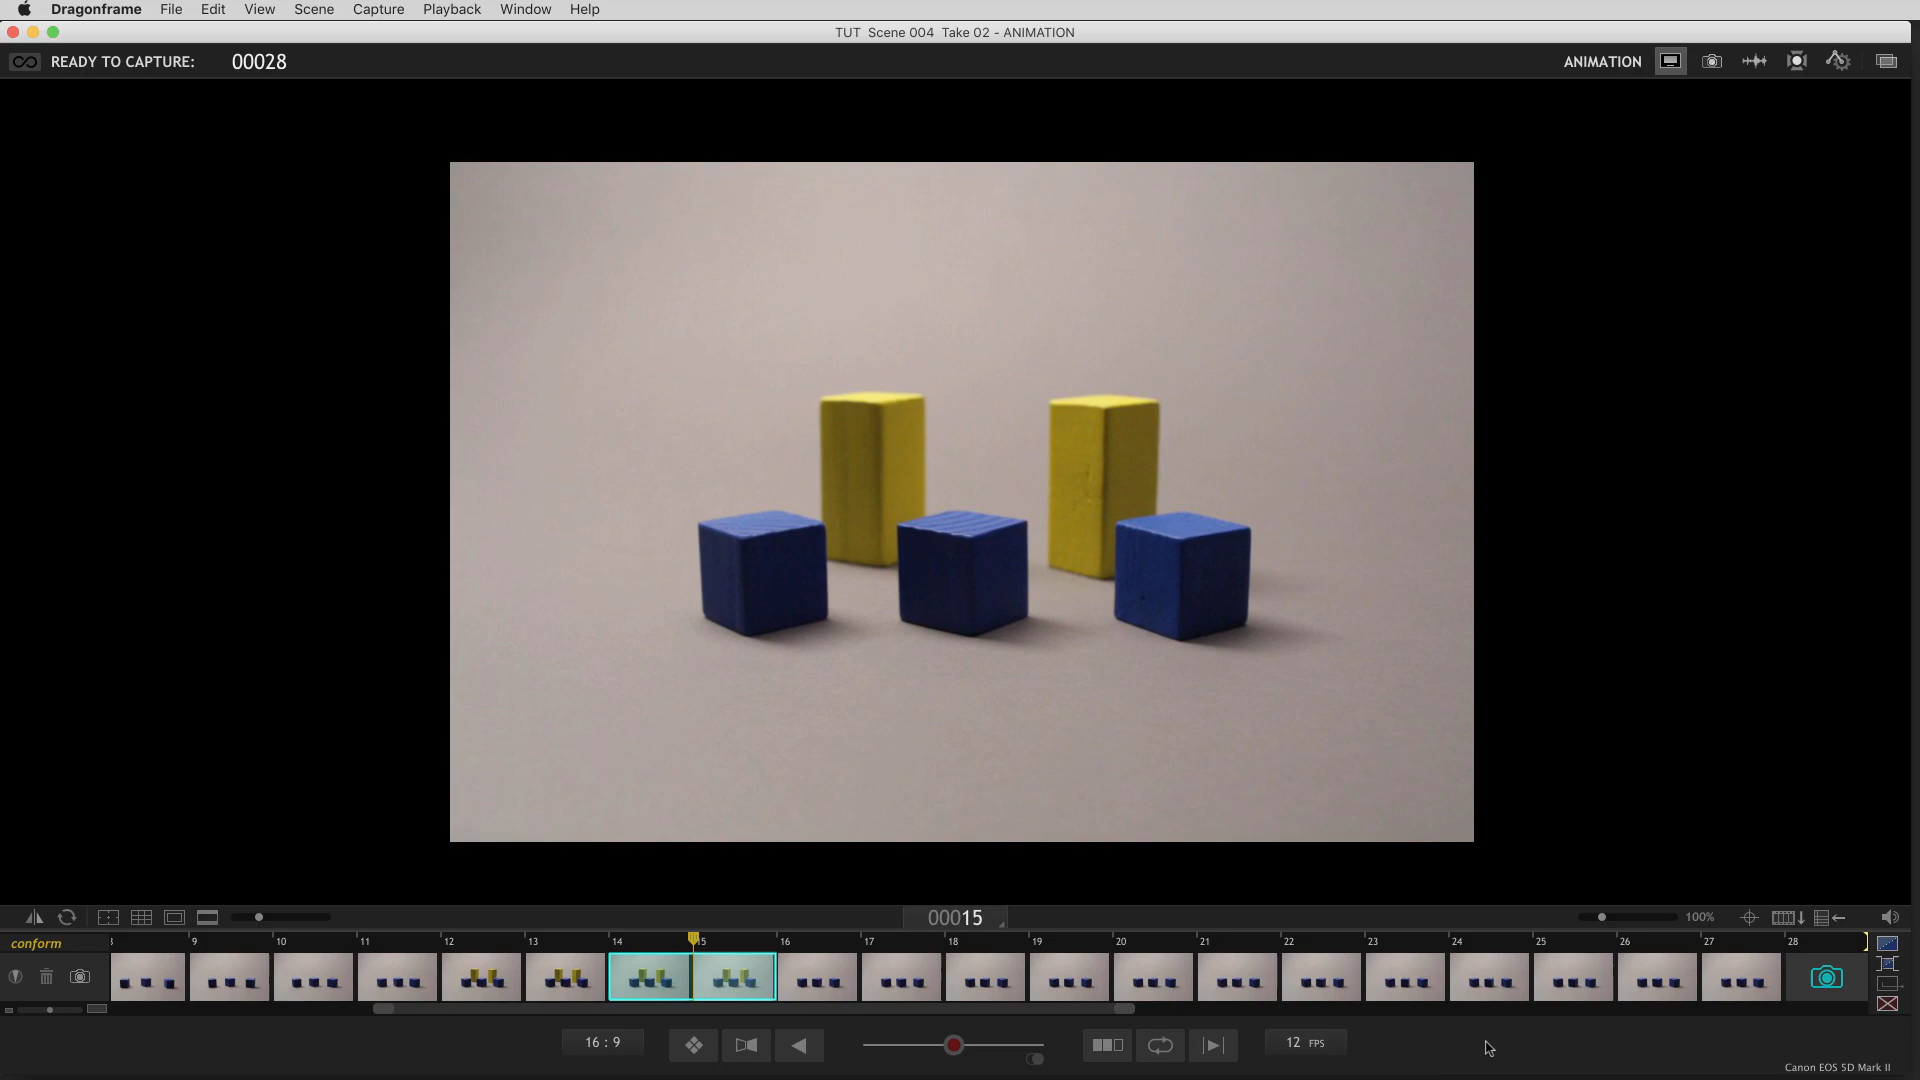 Dragonframe File Edit View Scene Capture Playback Window Help
TUT Scene 004 Take 02 - ANIMATION
READY TO CAPTURE: 00028
ANIMATION
00015
100%
conform
9 10 11 12 13 14 15 16 17 18 19 20 21 22 23 24 25 26 27 28
16 : 9
12 FPS
Canon EOS 5D Mark II